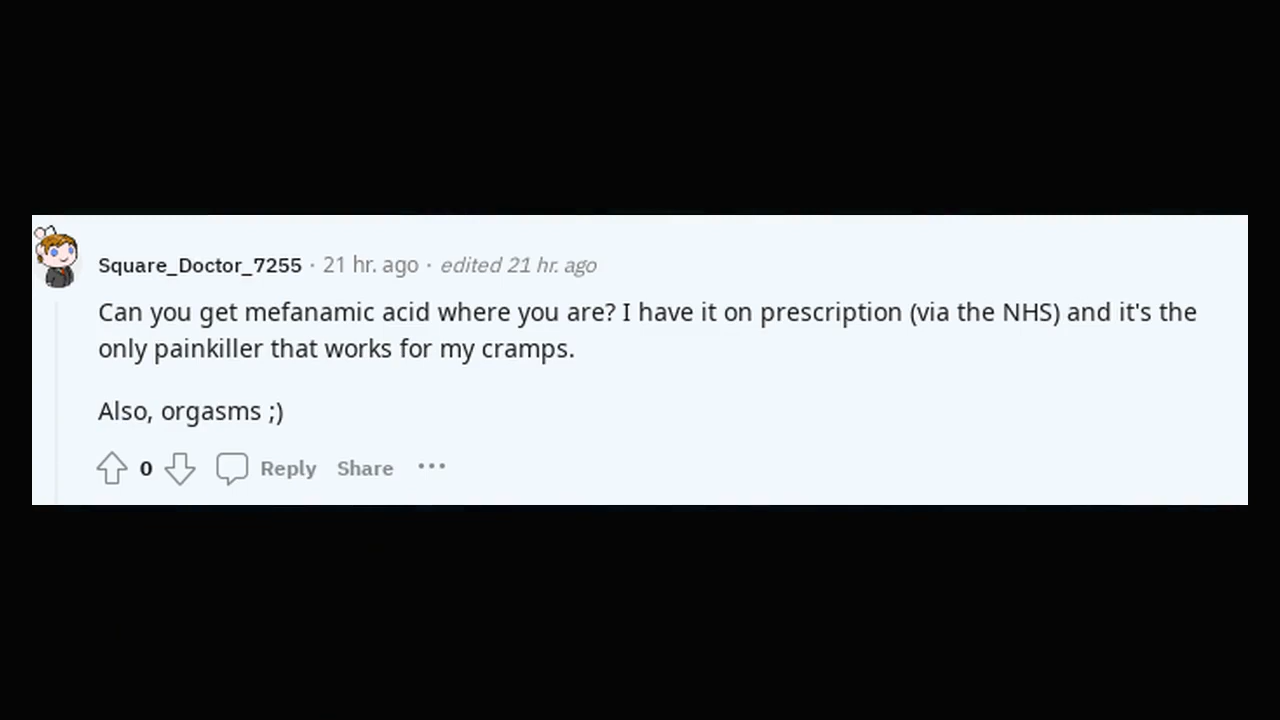 Square_Doctor_7255 · 21 hr. ago · edited 21 hr. ago
Can you get mefanamic acid where you are? I have it on prescription (via the NHS) and it's the
only painkiller that works for my cramps.
Also, orgasms ;)
0 Reply Share ···